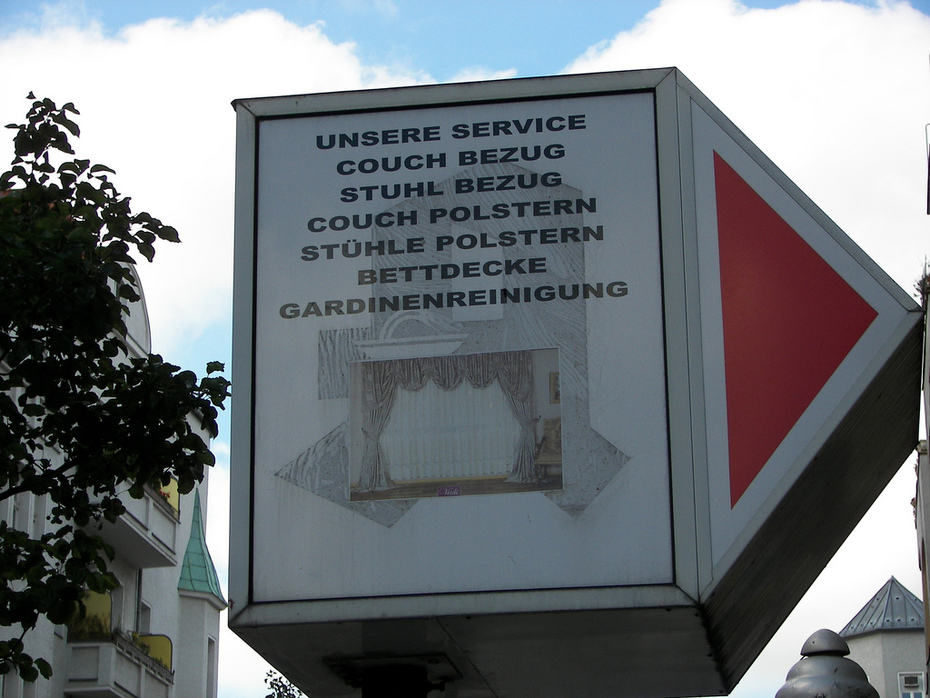 UNSERE SERVICE
COUCH BEZUG
STUHL BEZUG
COUCH POLSTERN
STÜHLE POLSTERN
BETTDECKE
GARDINENREINIGUNG